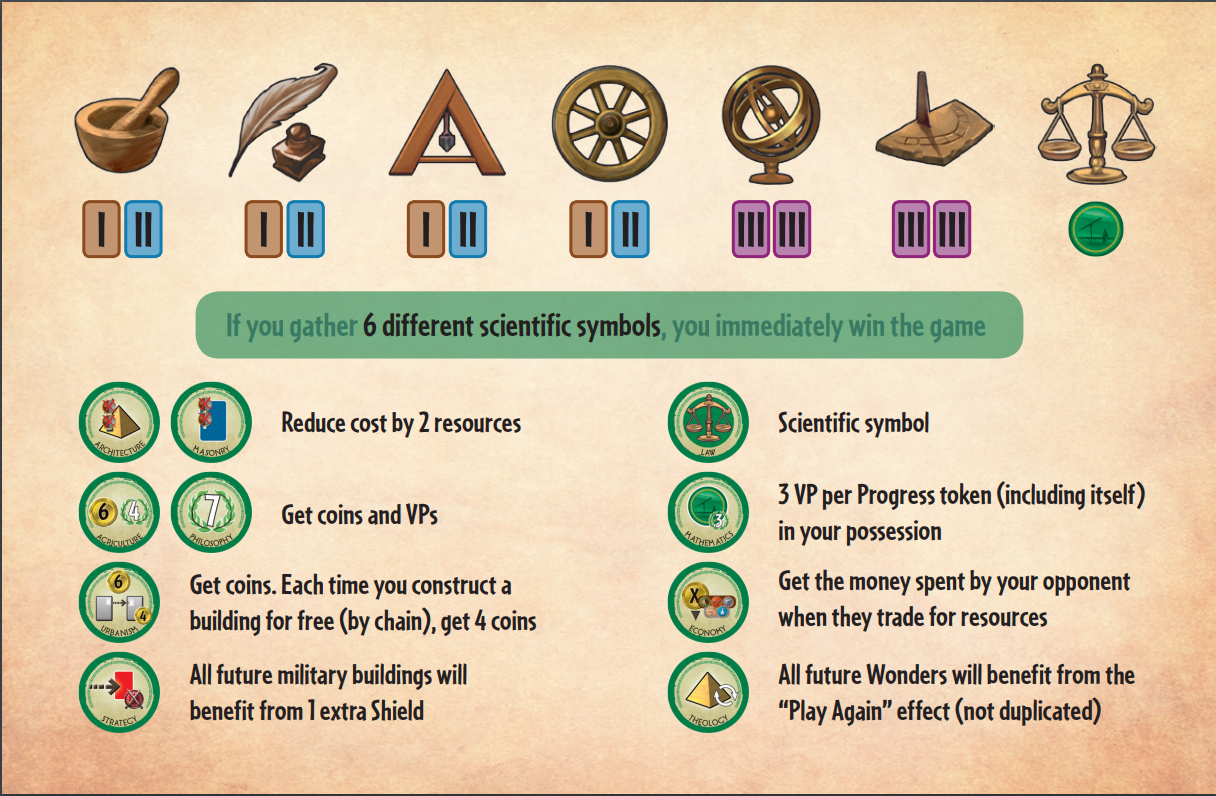 I II I II I II I II III III III III
If you gather 6 different scientific symbols, you immediately win the game
ARCHITECTURE MASONRY Reduce cost by 2 resources
LAW Scientific symbol
6 4 AGRICULTURE 7 PHILOSOPHY Get coins and VPs
3 MATHEMATICS 3 VP per Progress token (including itself)
in your possession
6 4 URBANISM Get coins. Each time you construct a
building for free (by chain), get 4 coins
X ECONOMY Get the money spent by your opponent
when they trade for resources
STRATEGY All future military buildings will
benefit from 1 extra Shield
THEOLOGY All future Wonders will benefit from the
“Play Again” effect (not duplicated)